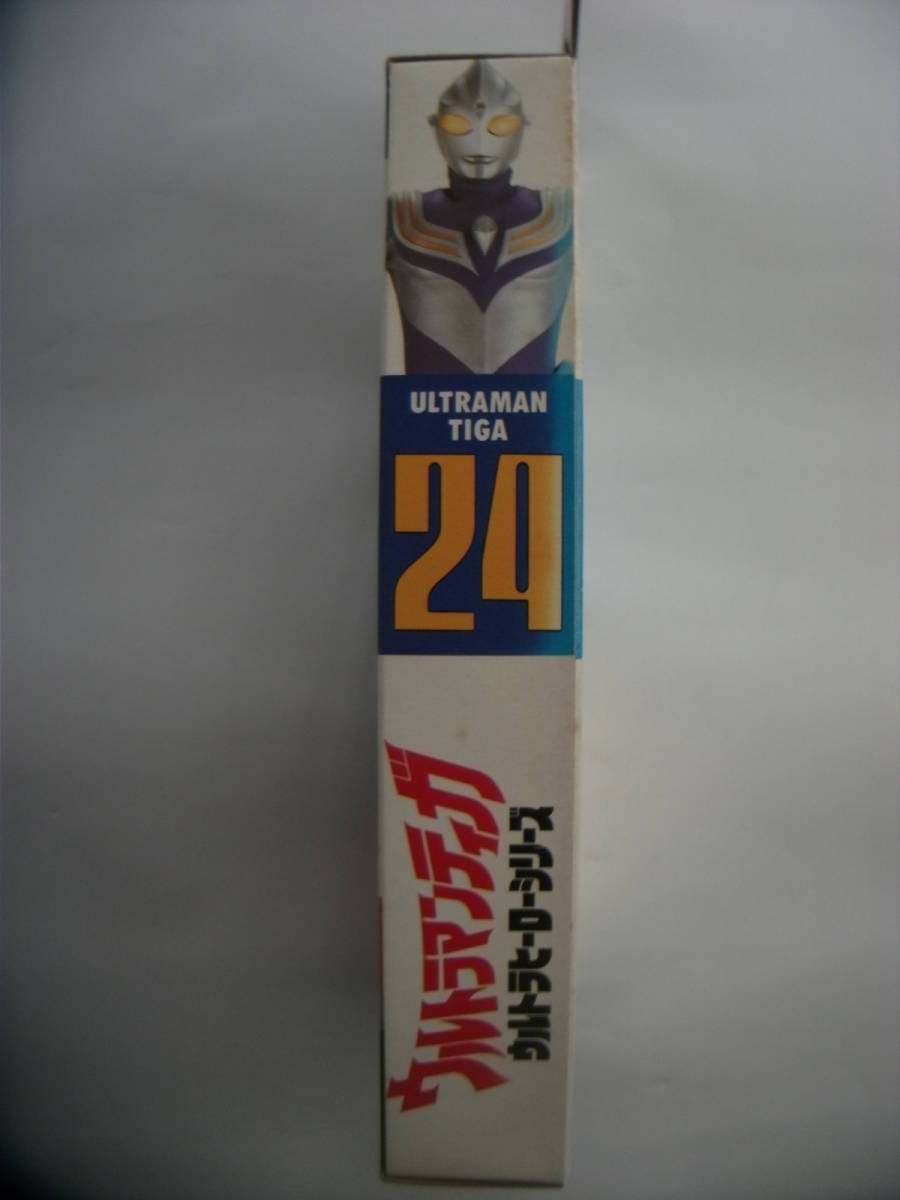 ULTRAMAN
TIGA
24
ウルトラマンティガ
ウルトラヒーローシリーズ